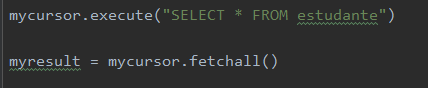 mycursor.execute("SELECT * FROM estudante")
myresult = mycursor.fetchall()